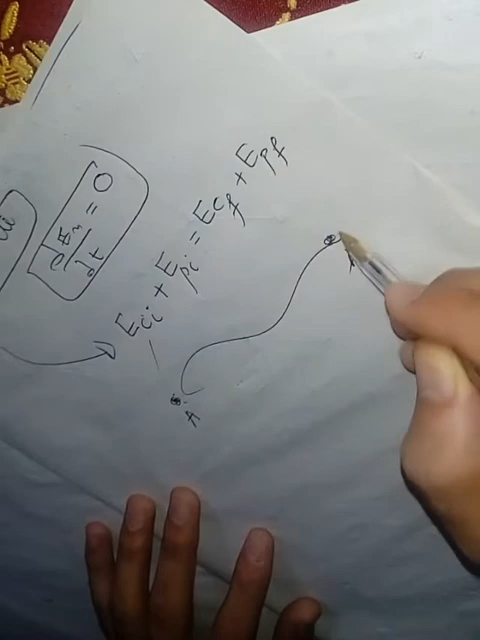 dEm/dt = 0
Eci + Epi = Ecf + Epf
A